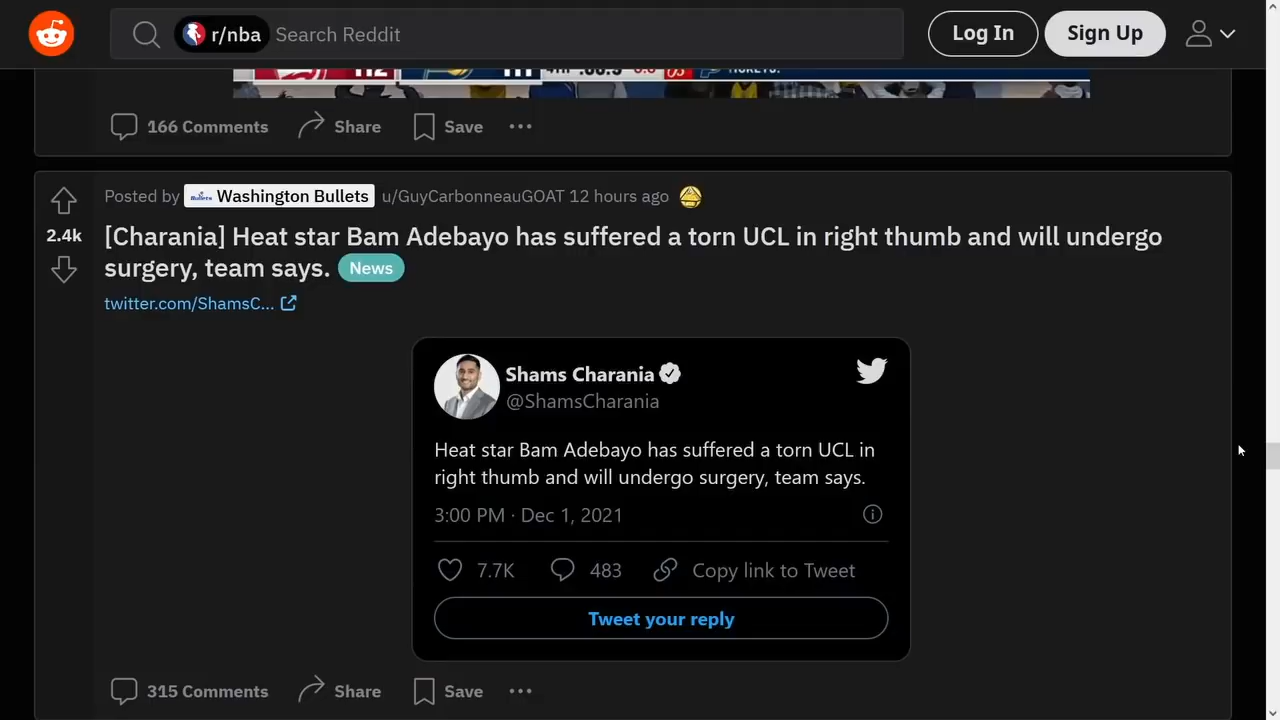 r/nba Search Reddit Log In Sign Up
112 111
166 Comments Share Save
Posted by Washington Bullets u/GuyCarbonneauGOAT 12 hours ago
2.4k
[Charania] Heat star Bam Adebayo has suffered a torn UCL in right thumb and will undergo
surgery, team says. News
twitter.com/ShamsC...
Shams Charania
@ShamsCharania
Heat star Bam Adebayo has suffered a torn UCL in
right thumb and will undergo surgery, team says.
3:00 PM · Dec 1, 2021
7.7K 483 Copy link to Tweet
Tweet your reply
315 Comments Share Save